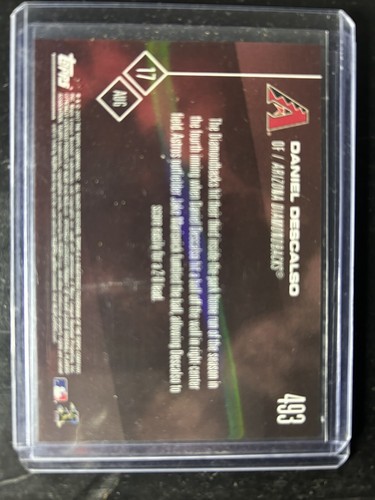 DANIEL DESCALSO
OF / ARIZONA DIAMONDBACKS®
493
17
AUG
The Diamondbacks hit their first inside-the-park home run of the season in
the fourth inning when Daniel Descalso hit a ball off the wall in right-center
field. Astros outfielder Jake Marisnick fumbled the ball, allowing Descalso to
score easily for a 2-0 lead.
Topps